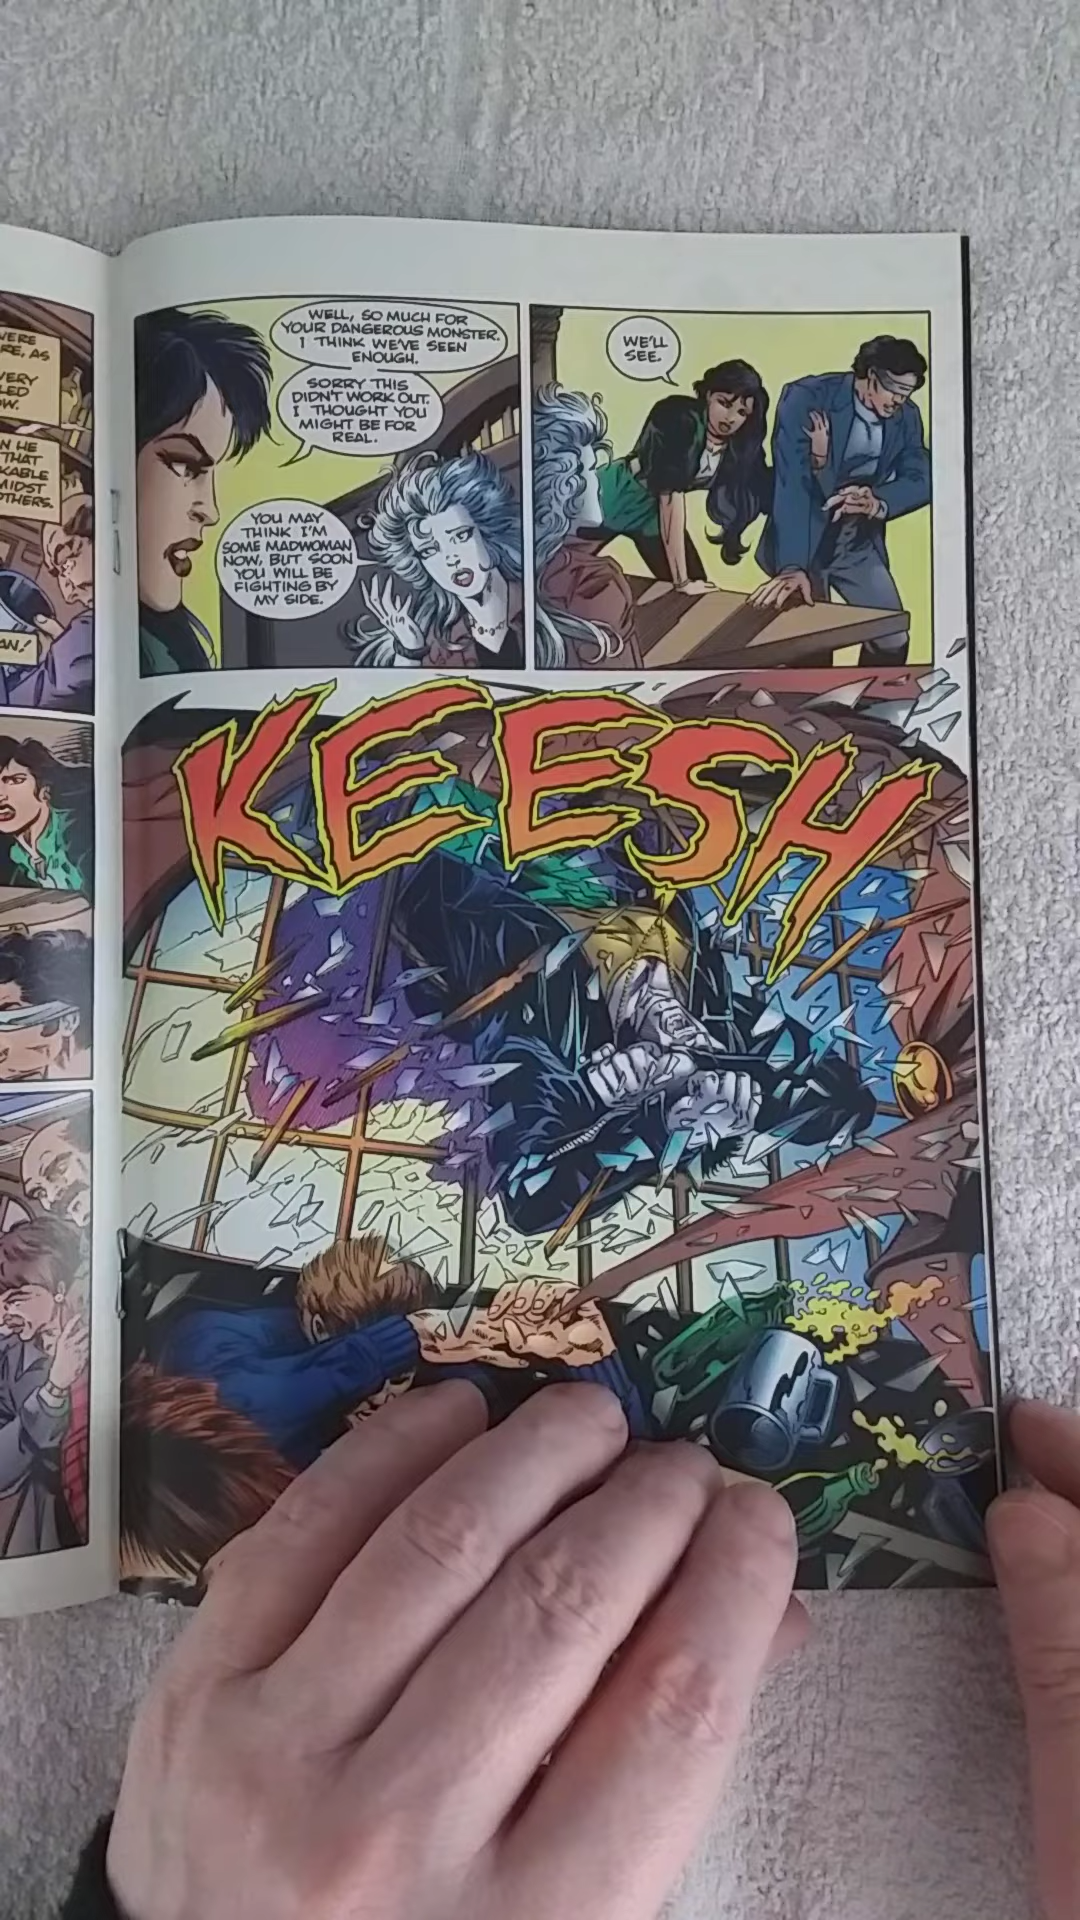 WERE
RE, AS
VERY
LED
OW.
N HE
THAT
KABLE
MIDST
OTHERS.
AN!
WELL, SO MUCH FOR
YOUR DANGEROUS MONSTER.
I THINK WE'VE SEEN
ENOUGH.
SORRY THIS
DIDN'T WORK OUT.
I THOUGHT YOU
MIGHT BE FOR
REAL.
YOU MAY
THINK I'M
SOME MADWOMAN
NOW, BUT SOON
YOU WILL BE
FIGHTING BY
MY SIDE.
WE'LL
SEE.
KEESH